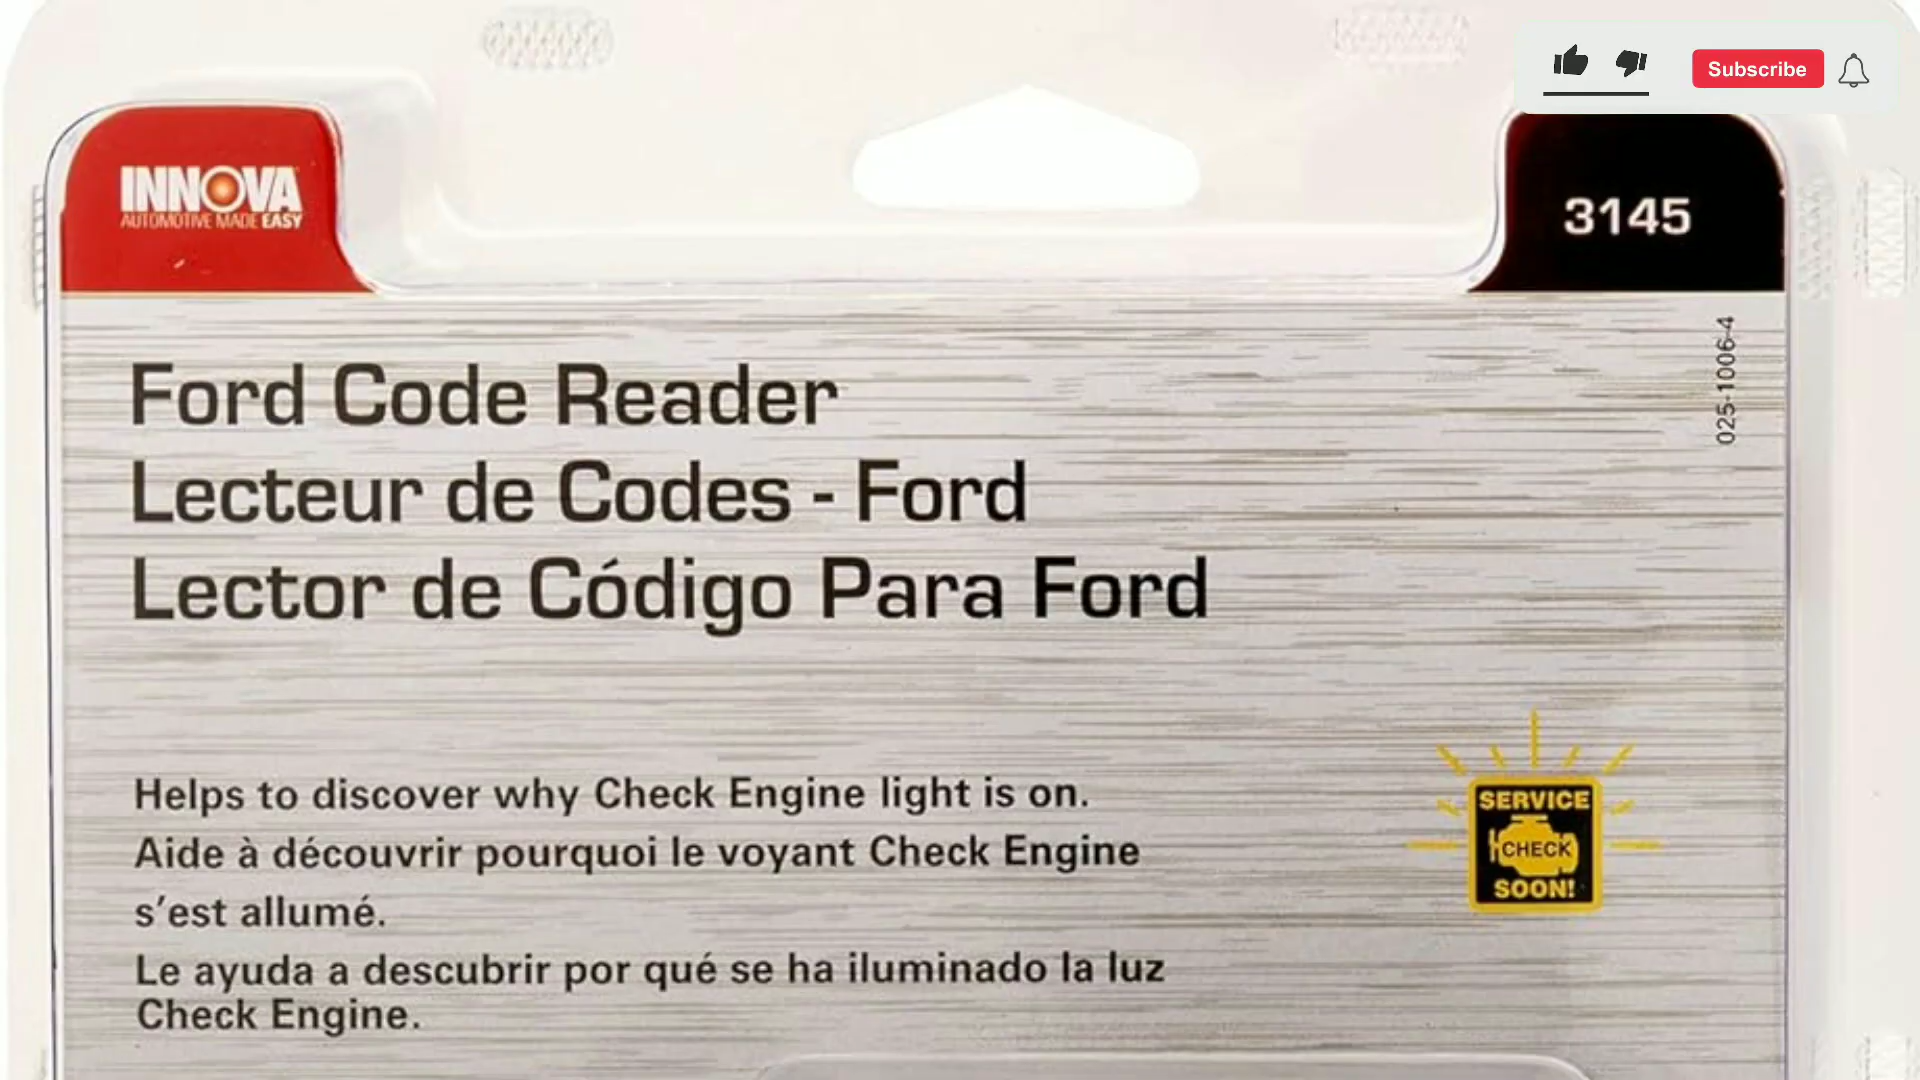 Subscribe
INNOVA
AUTOMOTIVE MADE EASY
3145
025-1006-4
Ford Code Reader
Lecteur de Codes - Ford
Lector de Código Para Ford
Helps to discover why Check Engine light is on.
Aide à découvrir pourquoi le voyant Check Engine
s'est allumé.
Le ayuda a descubrir por qué se ha iluminado la luz
Check Engine.
SERVICE
CHECK
SOON!